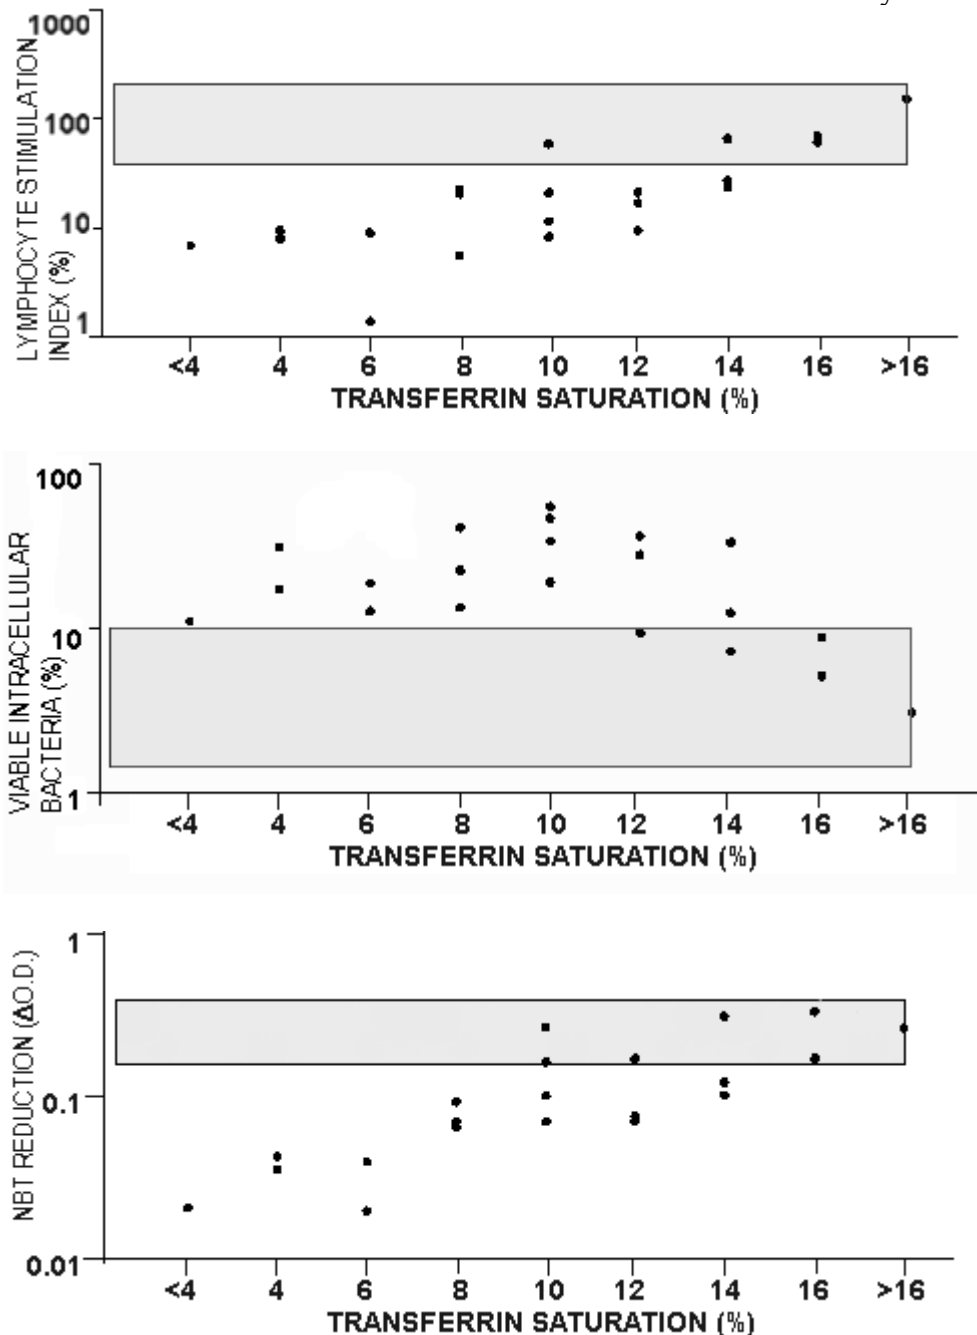 y
1000
100
10
1
LYMPHOCYTE STIMULATION
INDEX (%)
<4 4 6 8 10 12 14 16 >16
TRANSFERRIN SATURATION (%)
100
10
1
VIABLE INTRACELLULAR
BACTERIA (%)
<4 4 6 8 10 12 14 16 >16
TRANSFERRIN SATURATION (%)
1
0.1
0.01
NBT REDUCTION (ΔO.D.)
<4 4 6 8 10 12 14 16 >16
TRANSFERRIN SATURATION (%)